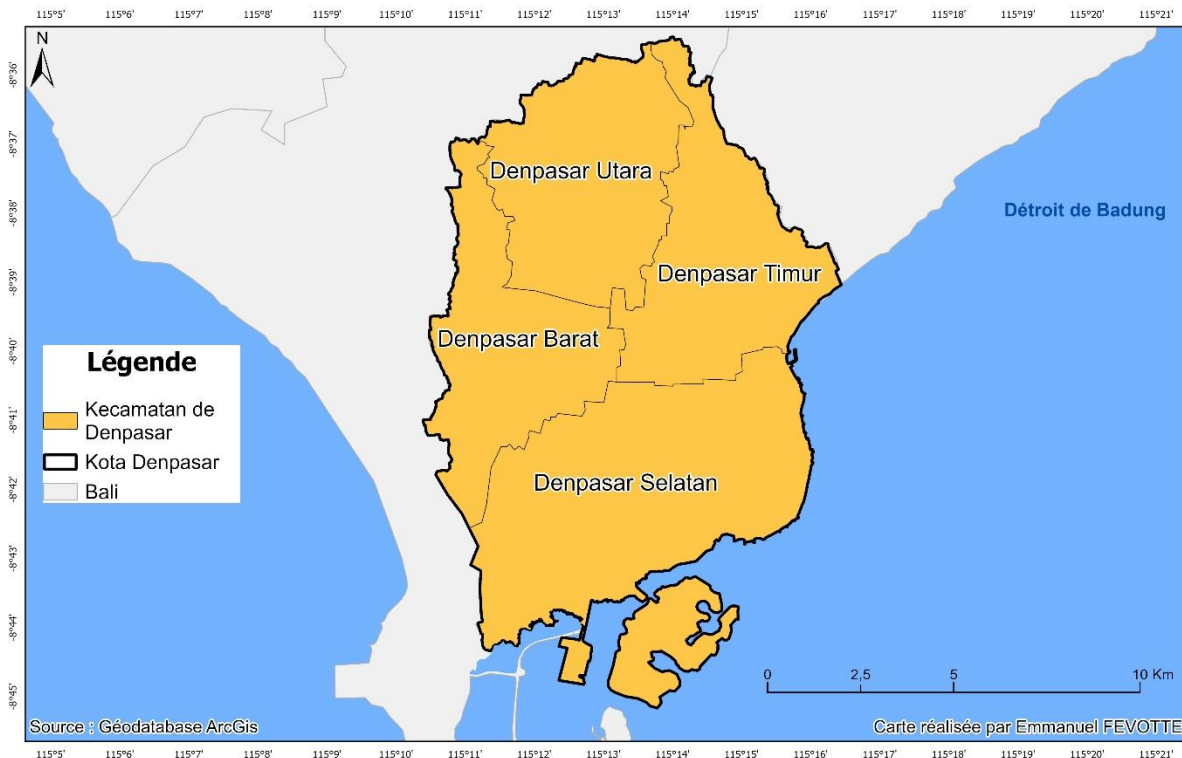 115°5' 115°6' 115°7' 115°8' 115°9' 115°10' 115°11' 115°12' 115°13' 115°14' 115°15' 115°16' 115°17' 115°18' 115°19' 115°20' 115°21'
N
-8°36'
-8°37'
-8°38'
-8°39'
-8°40'
-8°41'
-8°42'
-8°43'
-8°44'
-8°45'
Denpasar Utara
Détroit de Badung
Denpasar Timur
Denpasar Barat
Denpasar Selatan
Légende
Kecamatan de
Denpasar
Kota Denpasar
Bali
0 2,5 5 10 Km
Source : Géodatabase ArcGis
Carte réalisée par Emmanuel FEVOTTE
115°5' 115°6' 115°7' 115°8' 115°9' 115°10' 115°11' 115°12' 115°13' 115°14' 115°15' 115°16' 115°17' 115°18' 115°19' 115°20' 115°21'